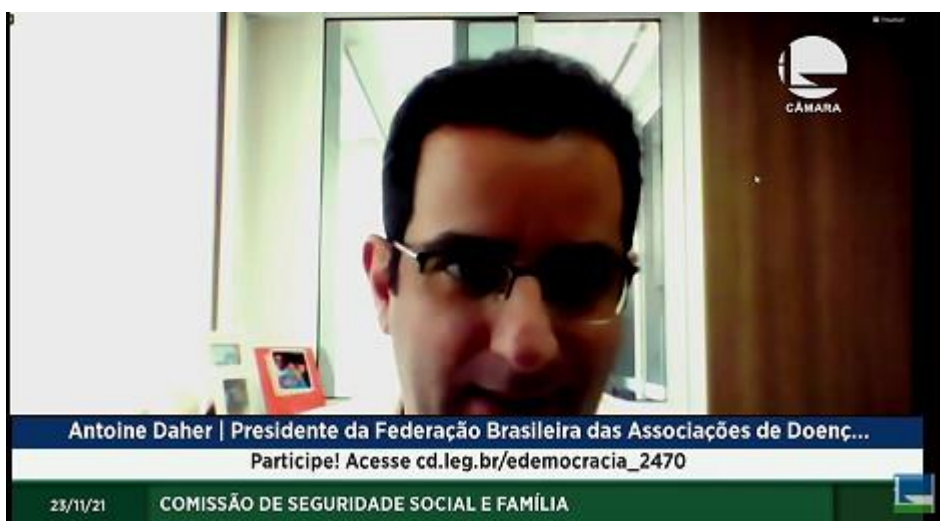 CÂMARA
Antoine Daher | Presidente da Federação Brasileira das Associações de Doenç...
Participe! Acesse cd.leg.br/edemocracia_2470
23/11/21 COMISSÃO DE SEGURIDADE SOCIAL E FAMÍLIA